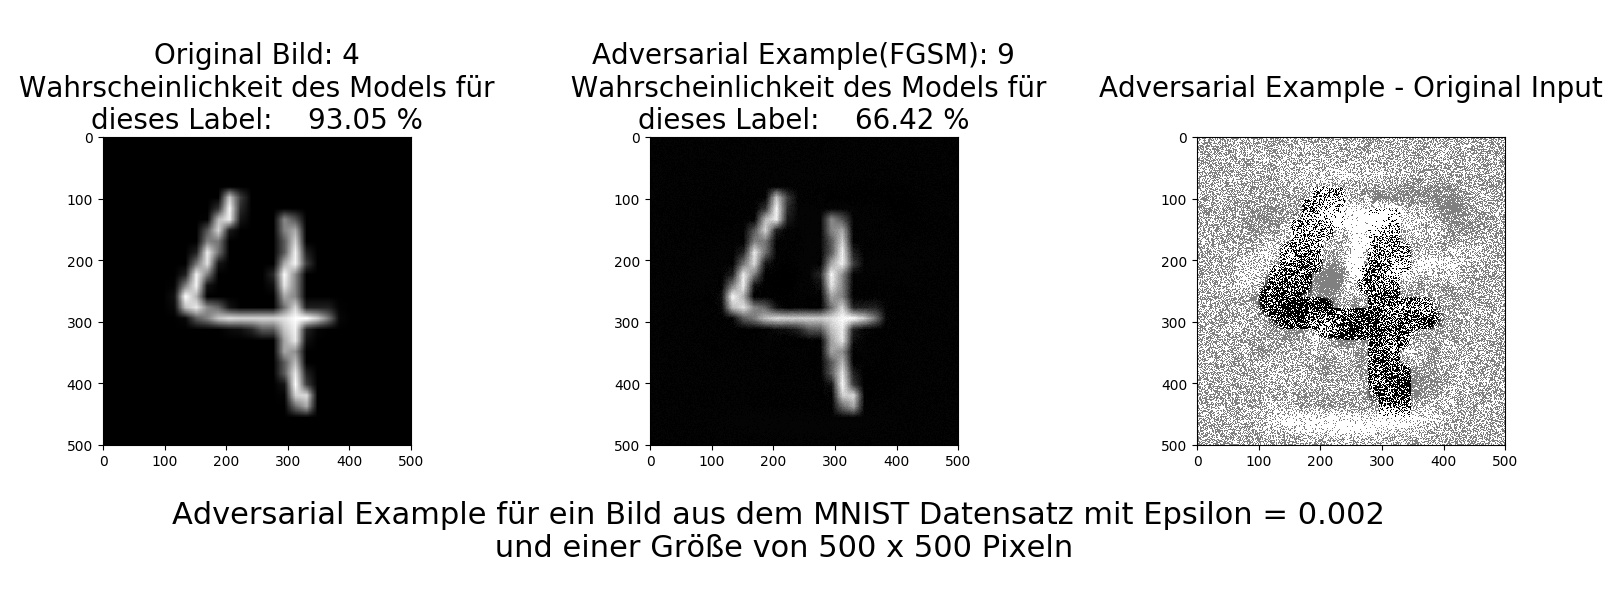 Original Bild: 4
Wahrscheinlichkeit des Models für
dieses Label: 93.05 %
0
100
200
300
400
500
0 100 200 300 400 500
4
Adversarial Example(FGSM): 9
Wahrscheinlichkeit des Models für
dieses Label: 66.42 %
0
100
200
300
400
500
0 100 200 300 400 500
4
Adversarial Example - Original Input
0
100
200
300
400
500
0 100 200 300 400 500
4
Adversarial Example für ein Bild aus dem MNIST Datensatz mit Epsilon = 0.002
und einer Größe von 500 x 500 Pixeln